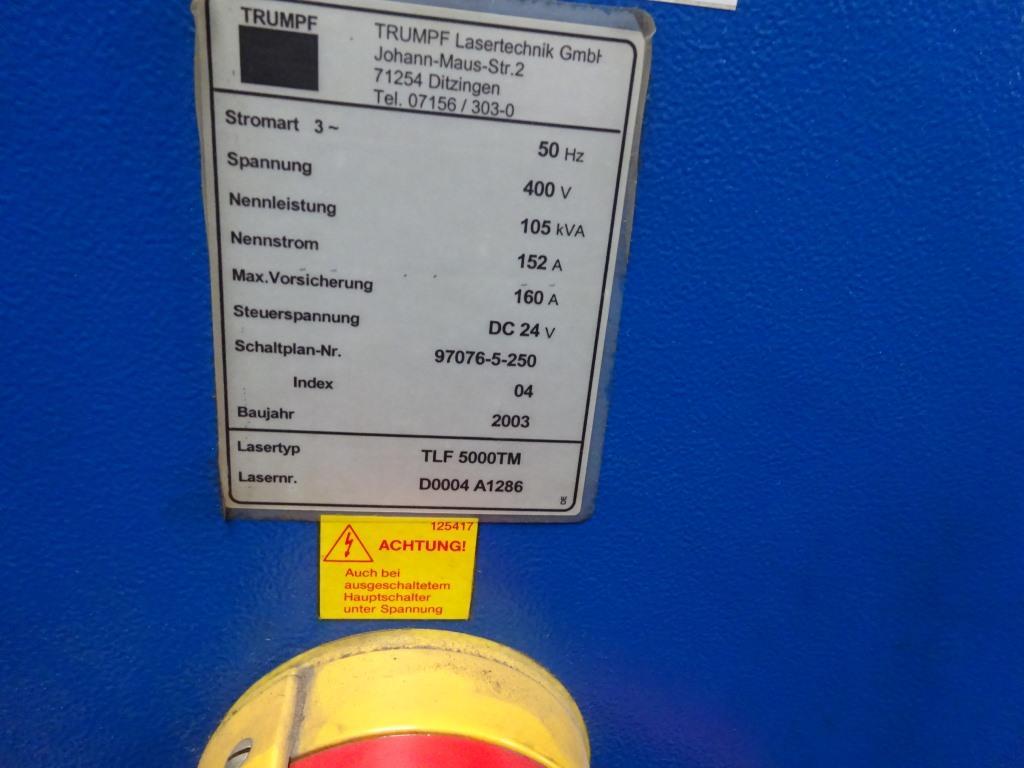 TRUMPF
TRUMPF Lasertechnik GmbH
Johann-Maus-Str.2
71254 Ditzingen
Tel. 07156 / 303-0
Stromart 3 ~ 50 Hz
Spannung 400 V
Nennleistung 105 kVA
Nennstrom 152 A
Max.Vorsicherung 160 A
Steuerspannung DC 24 V
Schaltplan-Nr. 97076-5-250
Index 04
Baujahr 2003
Lasertyp TLF 5000TM
Lasernr. D0004 A1286
DE
125417
ACHTUNG!
Auch bei
ausgeschaltetem
Hauptschalter
unter Spannung